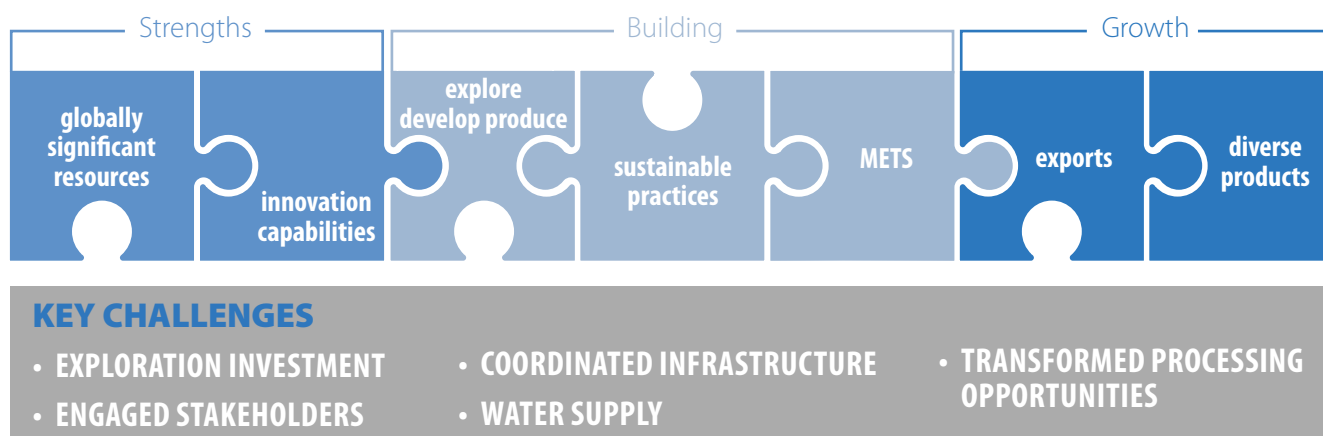 Strengths
Building
Growth
globally
significant
resources
innovation
capabilities
explore
develop produce
sustainable
practices
METS
exports
diverse
products
KEY CHALLENGES
• EXPLORATION INVESTMENT
• ENGAGED STAKEHOLDERS
• COORDINATED INFRASTRUCTURE
• WATER SUPPLY
• TRANSFORMED PROCESSING
OPPORTUNITIES